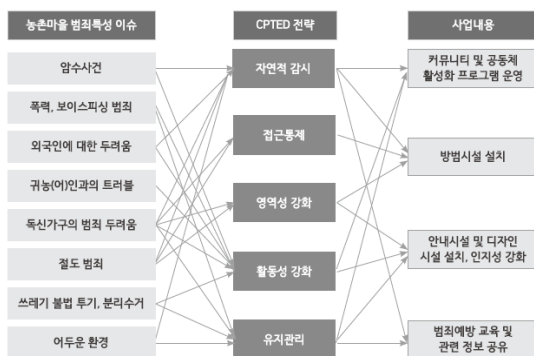 농촌마을 범죄특성 이슈
CPTED 전략
사업내용
암수사건
폭력, 보이스피싱 범죄
외국인에 대한 두려움
귀농(어)인과의 트러블
독신가구의 범죄 두려움
절도 범죄
쓰레기 불법 투기, 분리수거
어두운 환경
자연적 감시
접근통제
영역성 강화
활동성 강화
유지관리
커뮤니티 및 공동체
활성화 프로그램 운영
방범시설 설치
안내시설 및 디자인
시설 설치, 인지성 강화
범죄예방 교육 및
관련 정보 공유